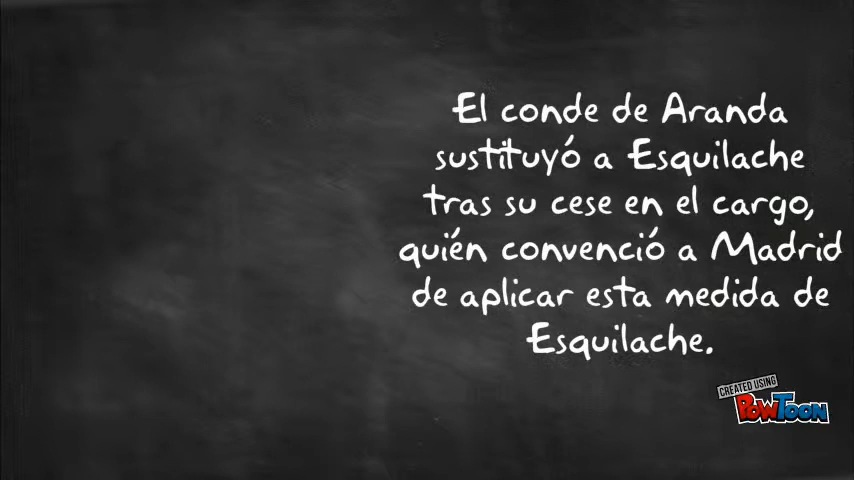 El conde de Aranda
sustituyó a Esquilache
tras su cese en el cargo,
quién convenció a Madrid
de aplicar esta medida de
Esquilache.
CREATED USING
POWTOON